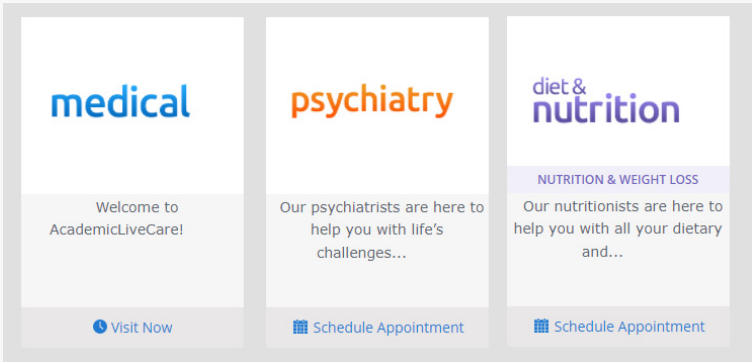 medical
Welcome to
AcademicLiveCare!
Visit Now
psychiatry
Our psychiatrists are here to
help you with life’s
challenges...
Schedule Appointment
diet &
nutrition
NUTRITION & WEIGHT LOSS
Our nutritionists are here to
help you with all your dietary
and...
Schedule Appointment